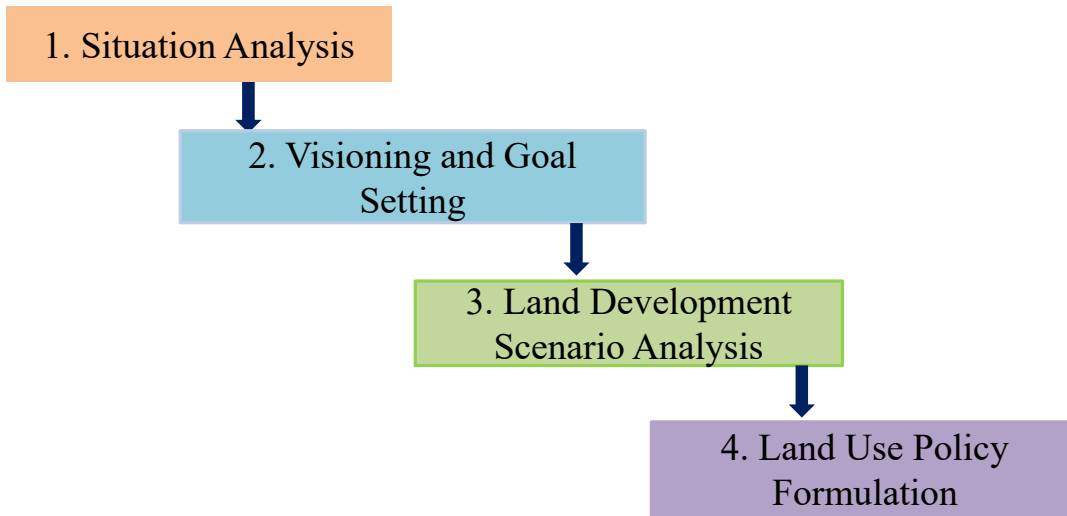 1. Situation Analysis
2. Visioning and Goal
Setting
3. Land Development
Scenario Analysis
4. Land Use Policy
Formulation